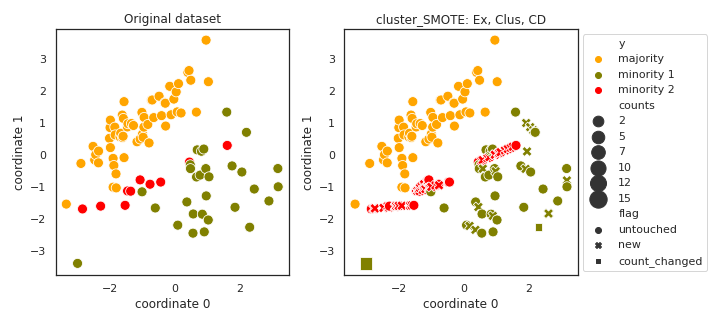 Original dataset
coordinate 1
3
2
1
0
−1
−2
−3
−2
0
2
coordinate 0
cluster_SMOTE: Ex, Clus, CD
coordinate 1
3
2
1
0
−1
−2
−3
−2
0
2
coordinate 0
y
majority
minority 1
minority 2
counts
2
5
7
10
12
15
flag
untouched
new
count_changed